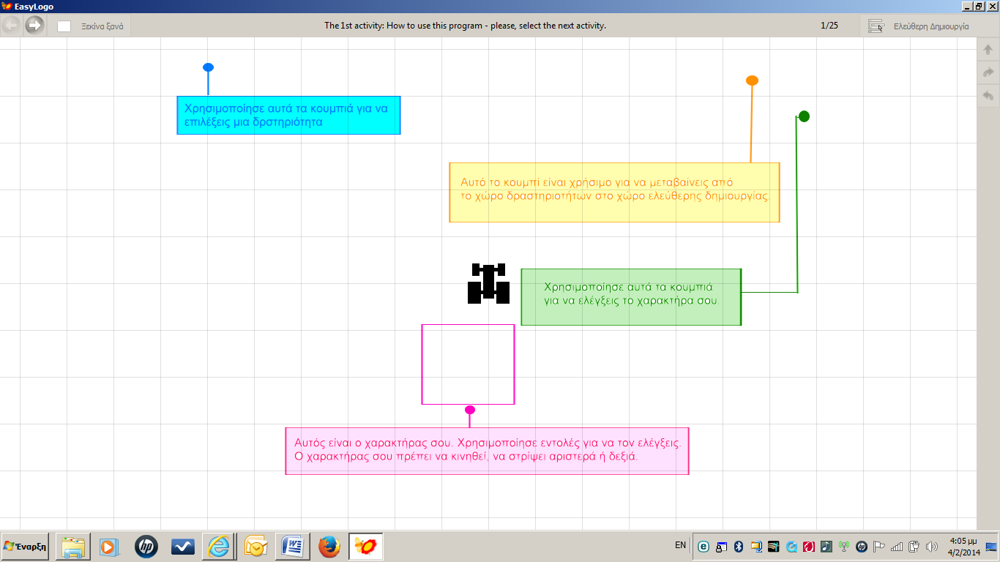 EasyLogo
Ξεκίνα ξανά
The 1st activity: How to use this program - please, select the next activity.
1/25
Ελεύθερη Δημιουργία
Χρησιμοποίησε αυτά τα κουμπιά για να
επιλέξεις μια δρστηριότητα
Αυτό το κουμπί είναι χρήσιμο για να μεταβαίνεις από
το χώρο δραστηριοτήτων στο χώρο ελεύθερης δημιουργίας.
Χρησιμοποίησε αυτά τα κουμπιά
για να ελέγξεις το χαρακτήρα σου.
Αυτός είναι ο χαρακτήρας σου. Χρησιμοποίησε εντολές για να τον ελέγξεις.
Ο χαρακτήρας σου πρέπει να κινηθεί, να στρίψει αριστερά ή δεξιά.
Έναρξη
hp
EN
4:05 μμ
4/2/2014